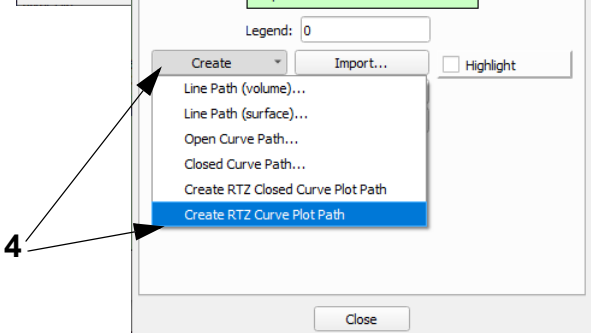 Legend: 0
Create Import... Highlight
Line Path (volume)...
Line Path (surface)...
Open Curve Path...
Closed Curve Path...
Create RTZ Closed Curve Plot Path
Create RTZ Curve Plot Path
4
Close